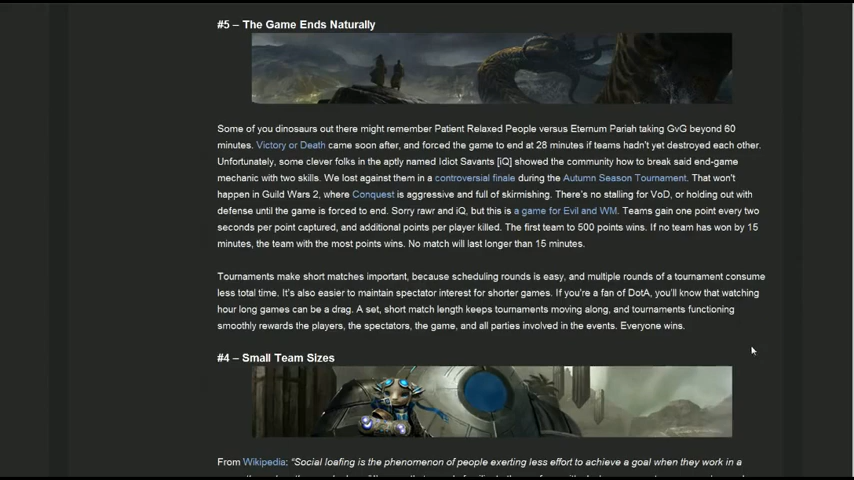 #5 – The Game Ends Naturally
Some of you dinosaurs out there might remember Patient Relaxed People versus Eternum Pariah taking GvG beyond 60
minutes. Victory or Death came soon after, and forced the game to end at 28 minutes if teams hadn't yet destroyed each other.
Unfortunately, some clever folks in the aptly named Idiot Savants [iQ] showed the community how to break said end-game
mechanic with two skills. We lost against them in a controversial finale during the Autumn Season Tournament. That won't
happen in Guild Wars 2, where Conquest is aggressive and full of skirmishing. There's no stalling for VoD, or holding out with
defense until the game is forced to end. Sorry rawr and iQ, but this is a game for Evil and WM. Teams gain one point every two
seconds per point captured, and additional points per player killed. The first team to 500 points wins. If no team has won by 15
minutes, the team with the most points wins. No match will last longer than 15 minutes.
Tournaments make short matches important, because scheduling rounds is easy, and multiple rounds of a tournament consume
less total time. It's also easier to maintain spectator interest for shorter games. If you're a fan of DotA, you'll know that watching
hour long games can be a drag. A set, short match length keeps tournaments moving along, and tournaments functioning
smoothly rewards the players, the spectators, the game, and all parties involved in the events. Everyone wins.
#4 – Small Team Sizes
From Wikipedia: “Social loafing is the phenomenon of people exerting less effort to achieve a goal when they work in a